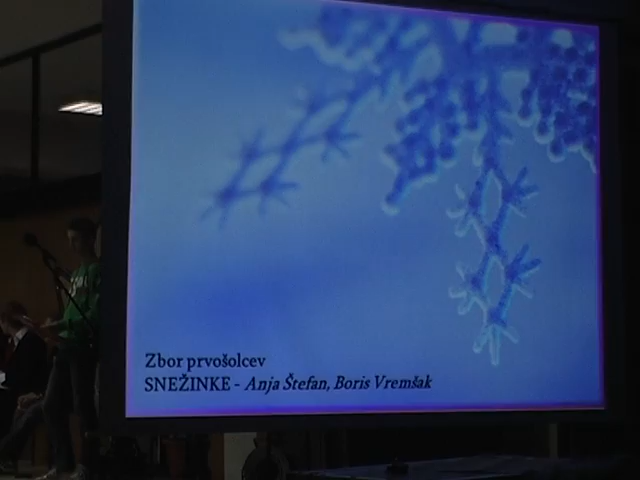 Zbor prvošolcev
SNEŽINKE - Anja Štefan, Boris Vremšak